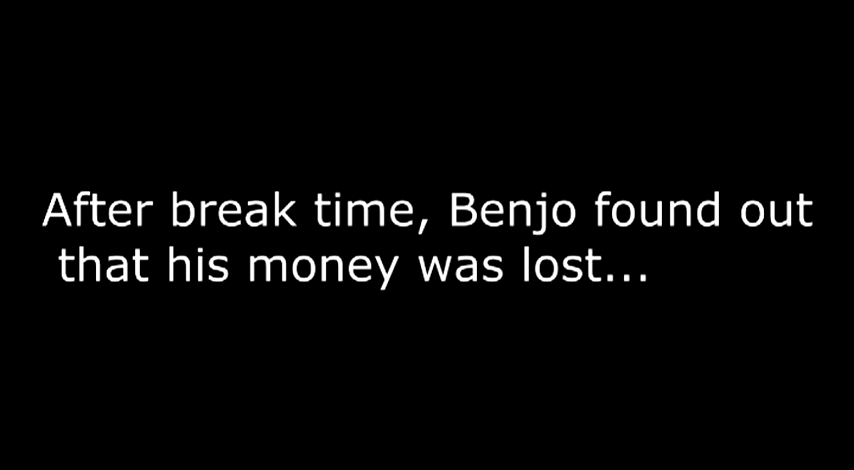 After break time, Benjo found out
that his money was lost...